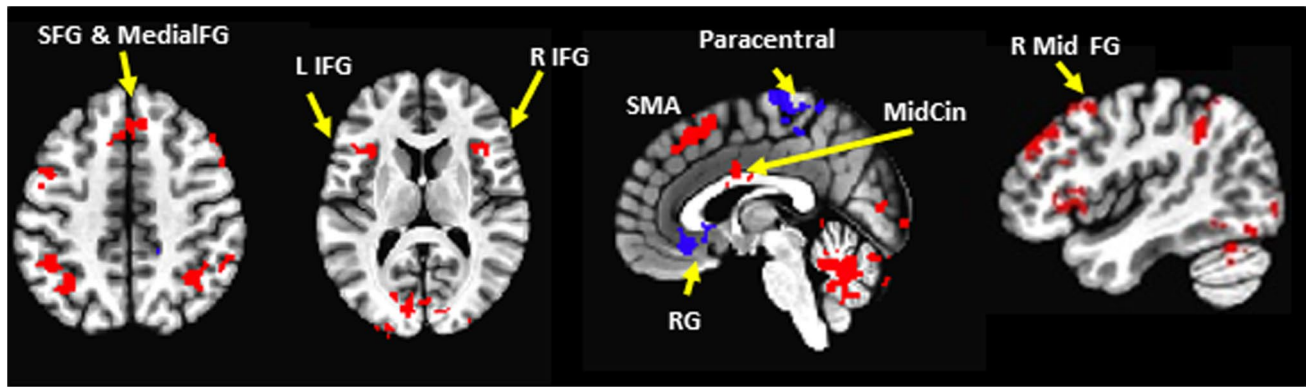 SFG & MedialFG
L IFG
R IFG
Paracentral
SMA
MidCin
RG
R Mid FG